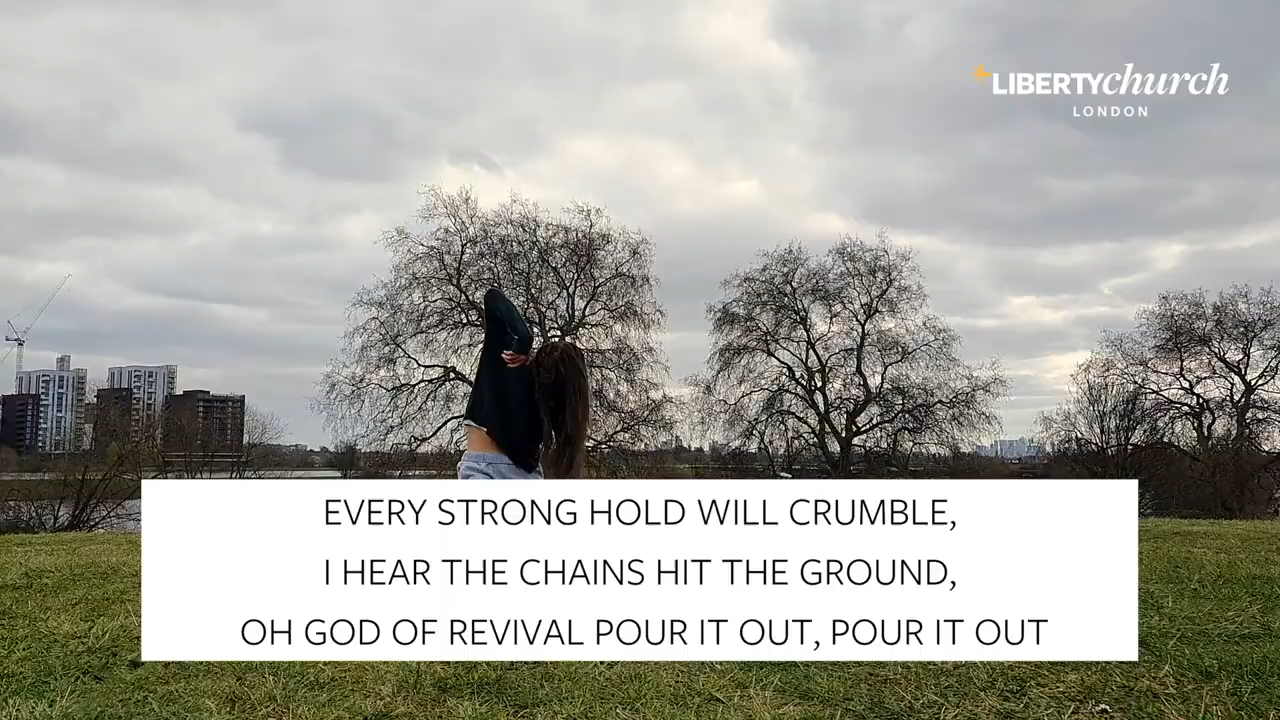 LIBERTYchurch
LONDON
EVERY STRONG HOLD WILL CRUMBLE,
I HEAR THE CHAINS HIT THE GROUND,
OH GOD OF REVIVAL POUR IT OUT, POUR IT OUT